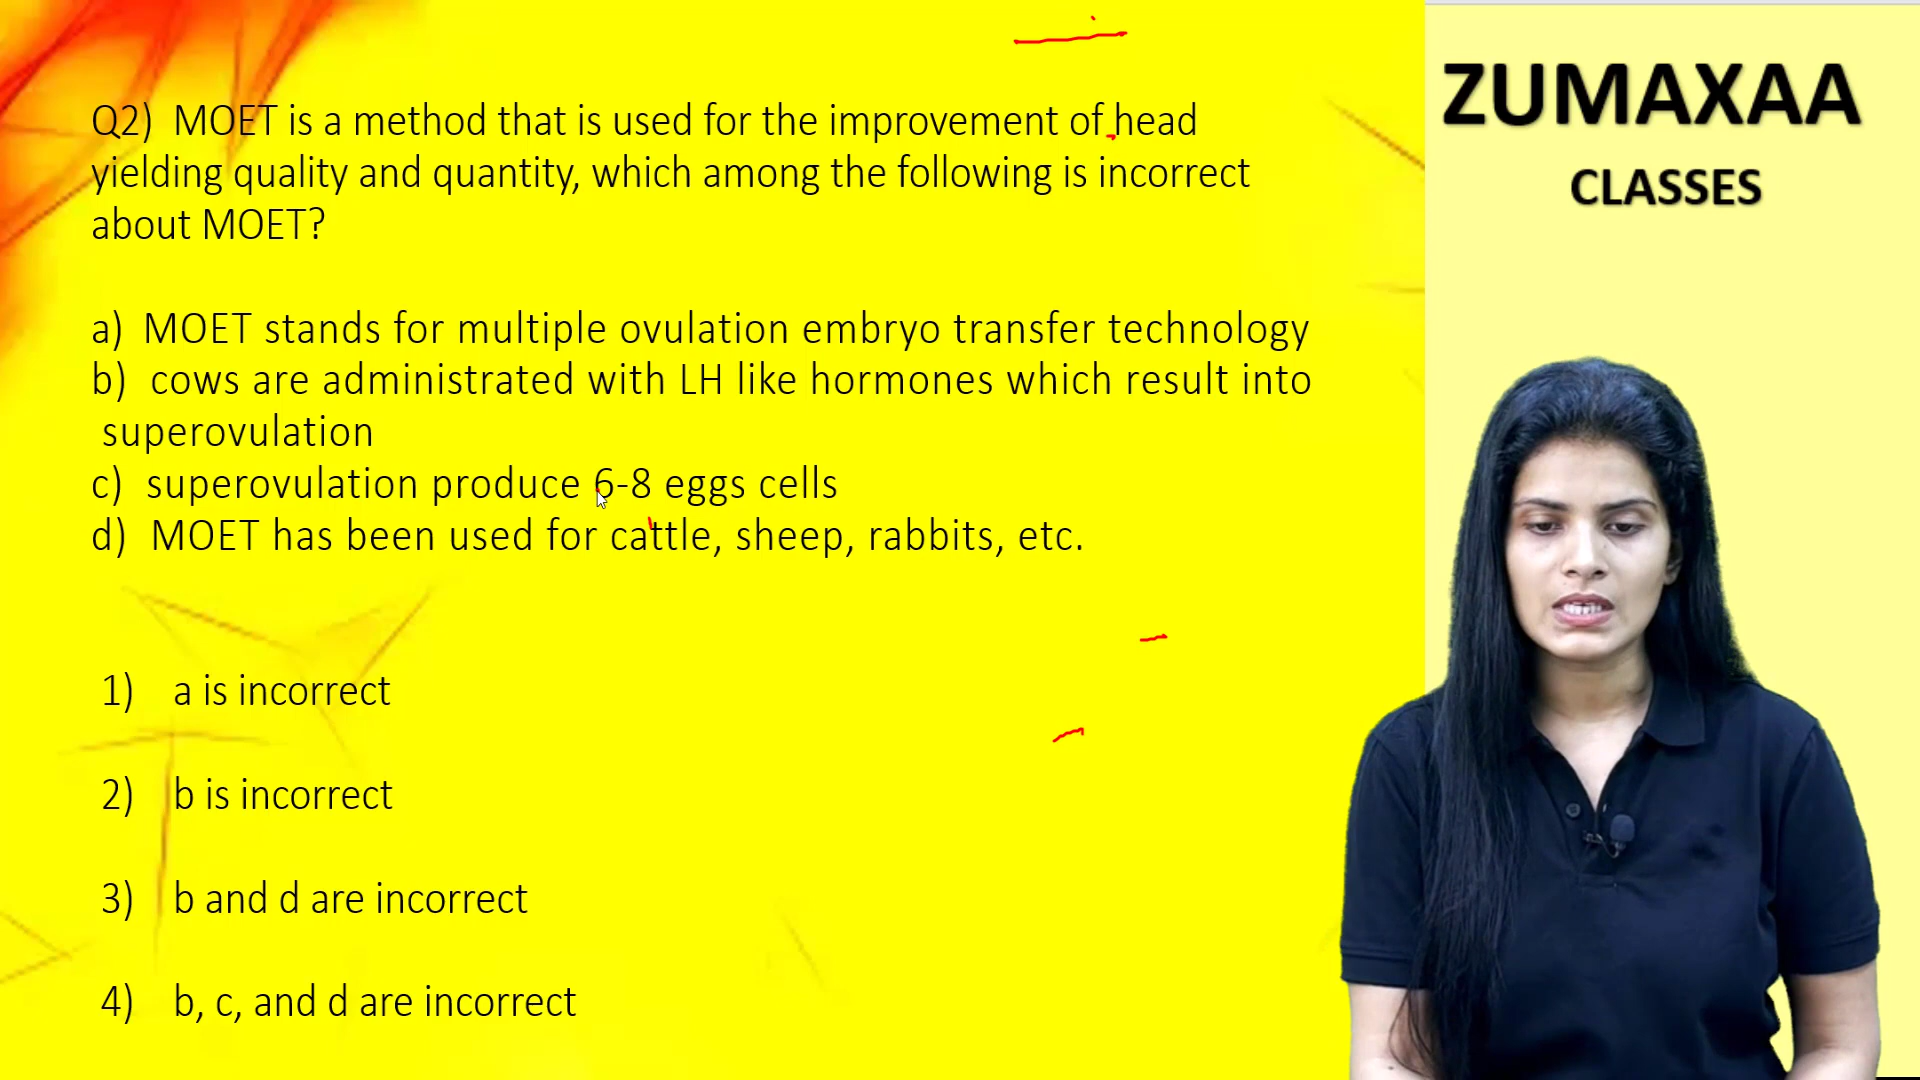 Q2) MOET is a method that is used for the improvement of head
yielding quality and quantity, which among the following is incorrect
about MOET?
a) MOET stands for multiple ovulation embryo transfer technology
b) cows are administrated with LH like hormones which result into
superovulation
c) superovulation produce 6-8 eggs cells
d) MOET has been used for cattle, sheep, rabbits, etc.
1) a is incorrect
2) b is incorrect
3) b and d are incorrect
4) b, c, and d are incorrect
ZUMAXAA
CLASSES